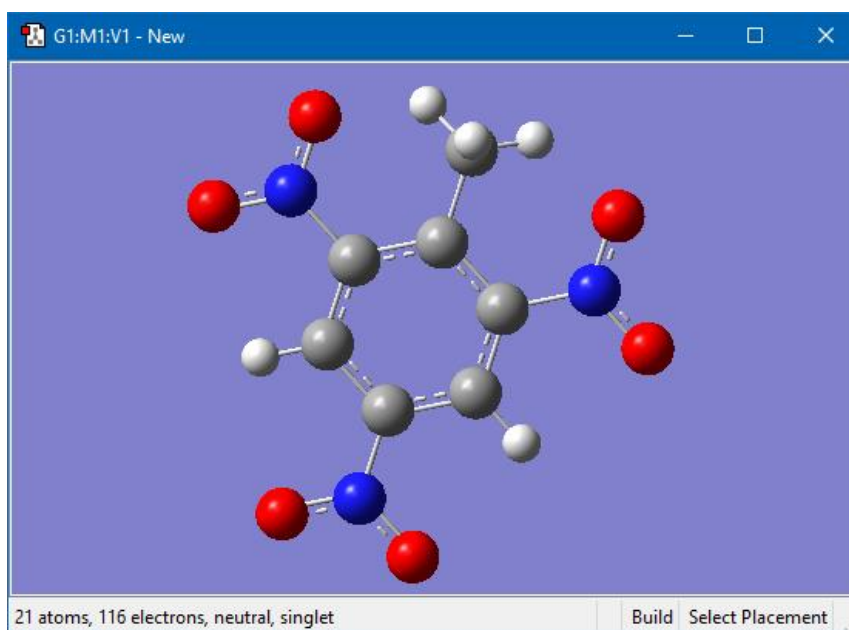 G1:M1:V1 - New
21 atoms, 116 electrons, neutral, singlet Build Select Placement